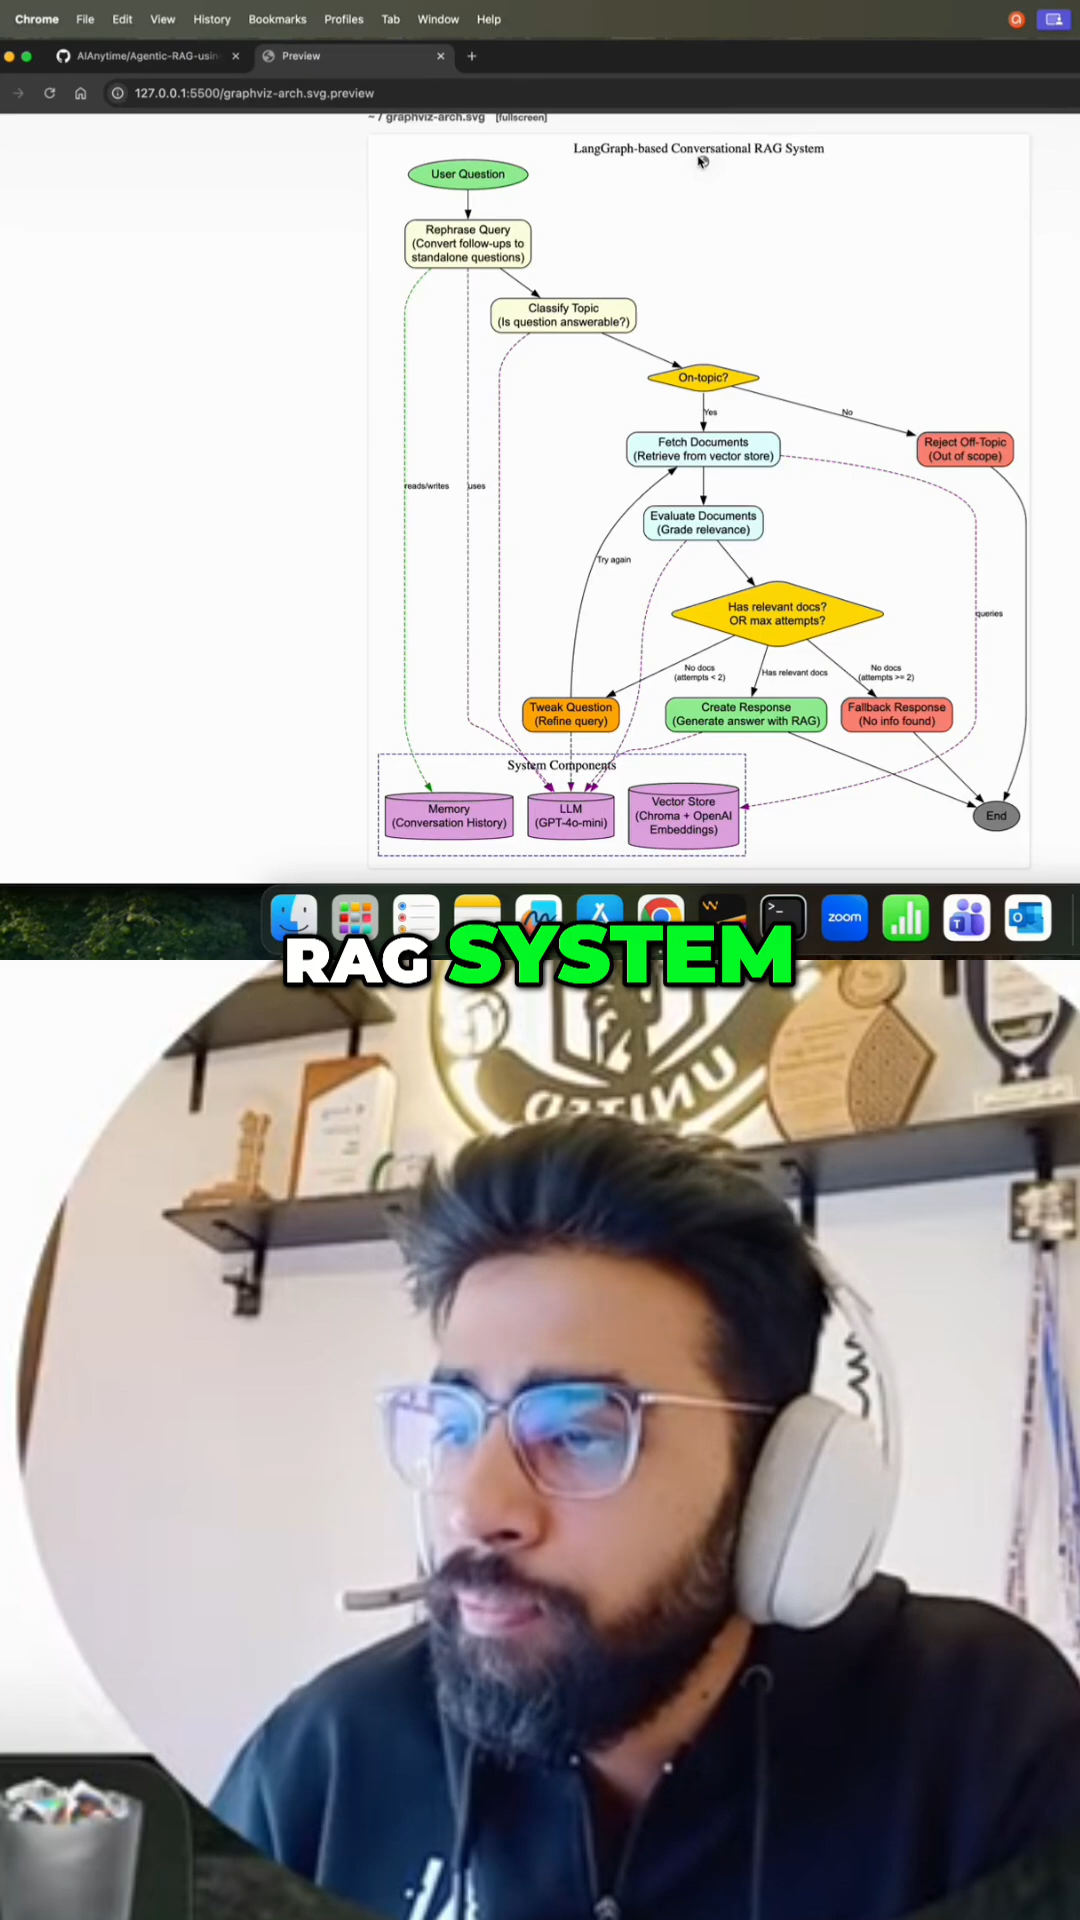 Chrome File Edit View History Bookmarks Profiles Tab Window Help
AIAnytime/Agentic-RAG-usin
Preview
127.0.0.1:5500/graphviz-arch.svg.preview
~ / graphviz-arch.svg [fullscreen]
LangGraph-based Conversational RAG System
User Question
Rephrase Query
(Convert follow-ups to
standalone questions)
Classify Topic
(Is question answerable?)
On-topic?
Yes
No
Fetch Documents
(Retrieve from vector store)
Reject Off-Topic
(Out of scope)
reads/writes
uses
Evaluate Documents
(Grade relevance)
Try again
Has relevant docs?
OR max attempts?
queries
No docs
(attempts < 2)
Has relevant docs
No docs
(attempts >= 2)
Tweak Question
(Refine query)
Create Response
(Generate answer with RAG)
Fallback Response
(No info found)
System Components
Memory
(Conversation History)
LLM
(GPT-4o-mini)
Vector Store
(Chroma + OpenAI
Embeddings)
End
zoom
RAG SYSTEM
UNITED